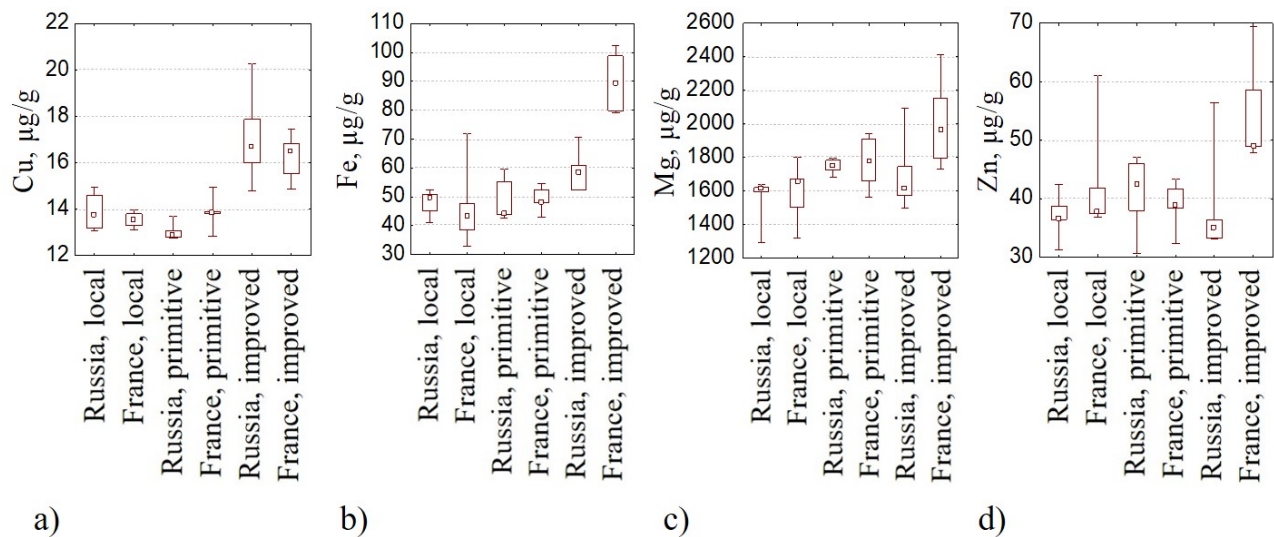 22
20
18
16
14
12
Cu, µg/g
Russia, local
France, local
Russia, primitive
France, primitive
Russia, improved
France, improved
a)
110
100
90
80
70
60
50
40
30
Fe, µg/g
Russia, local
France, local
Russia, primitive
France, primitive
Russia, improved
France, improved
b)
2600
2400
2200
2000
1800
1600
1400
1200
Mg, µg/g
Russia, local
France, local
Russia, primitive
France, primitive
Russia, improved
France, improved
c)
70
60
50
40
30
Zn, µg/g
Russia, local
France, local
Russia, primitive
France, primitive
Russia, improved
France, improved
d)